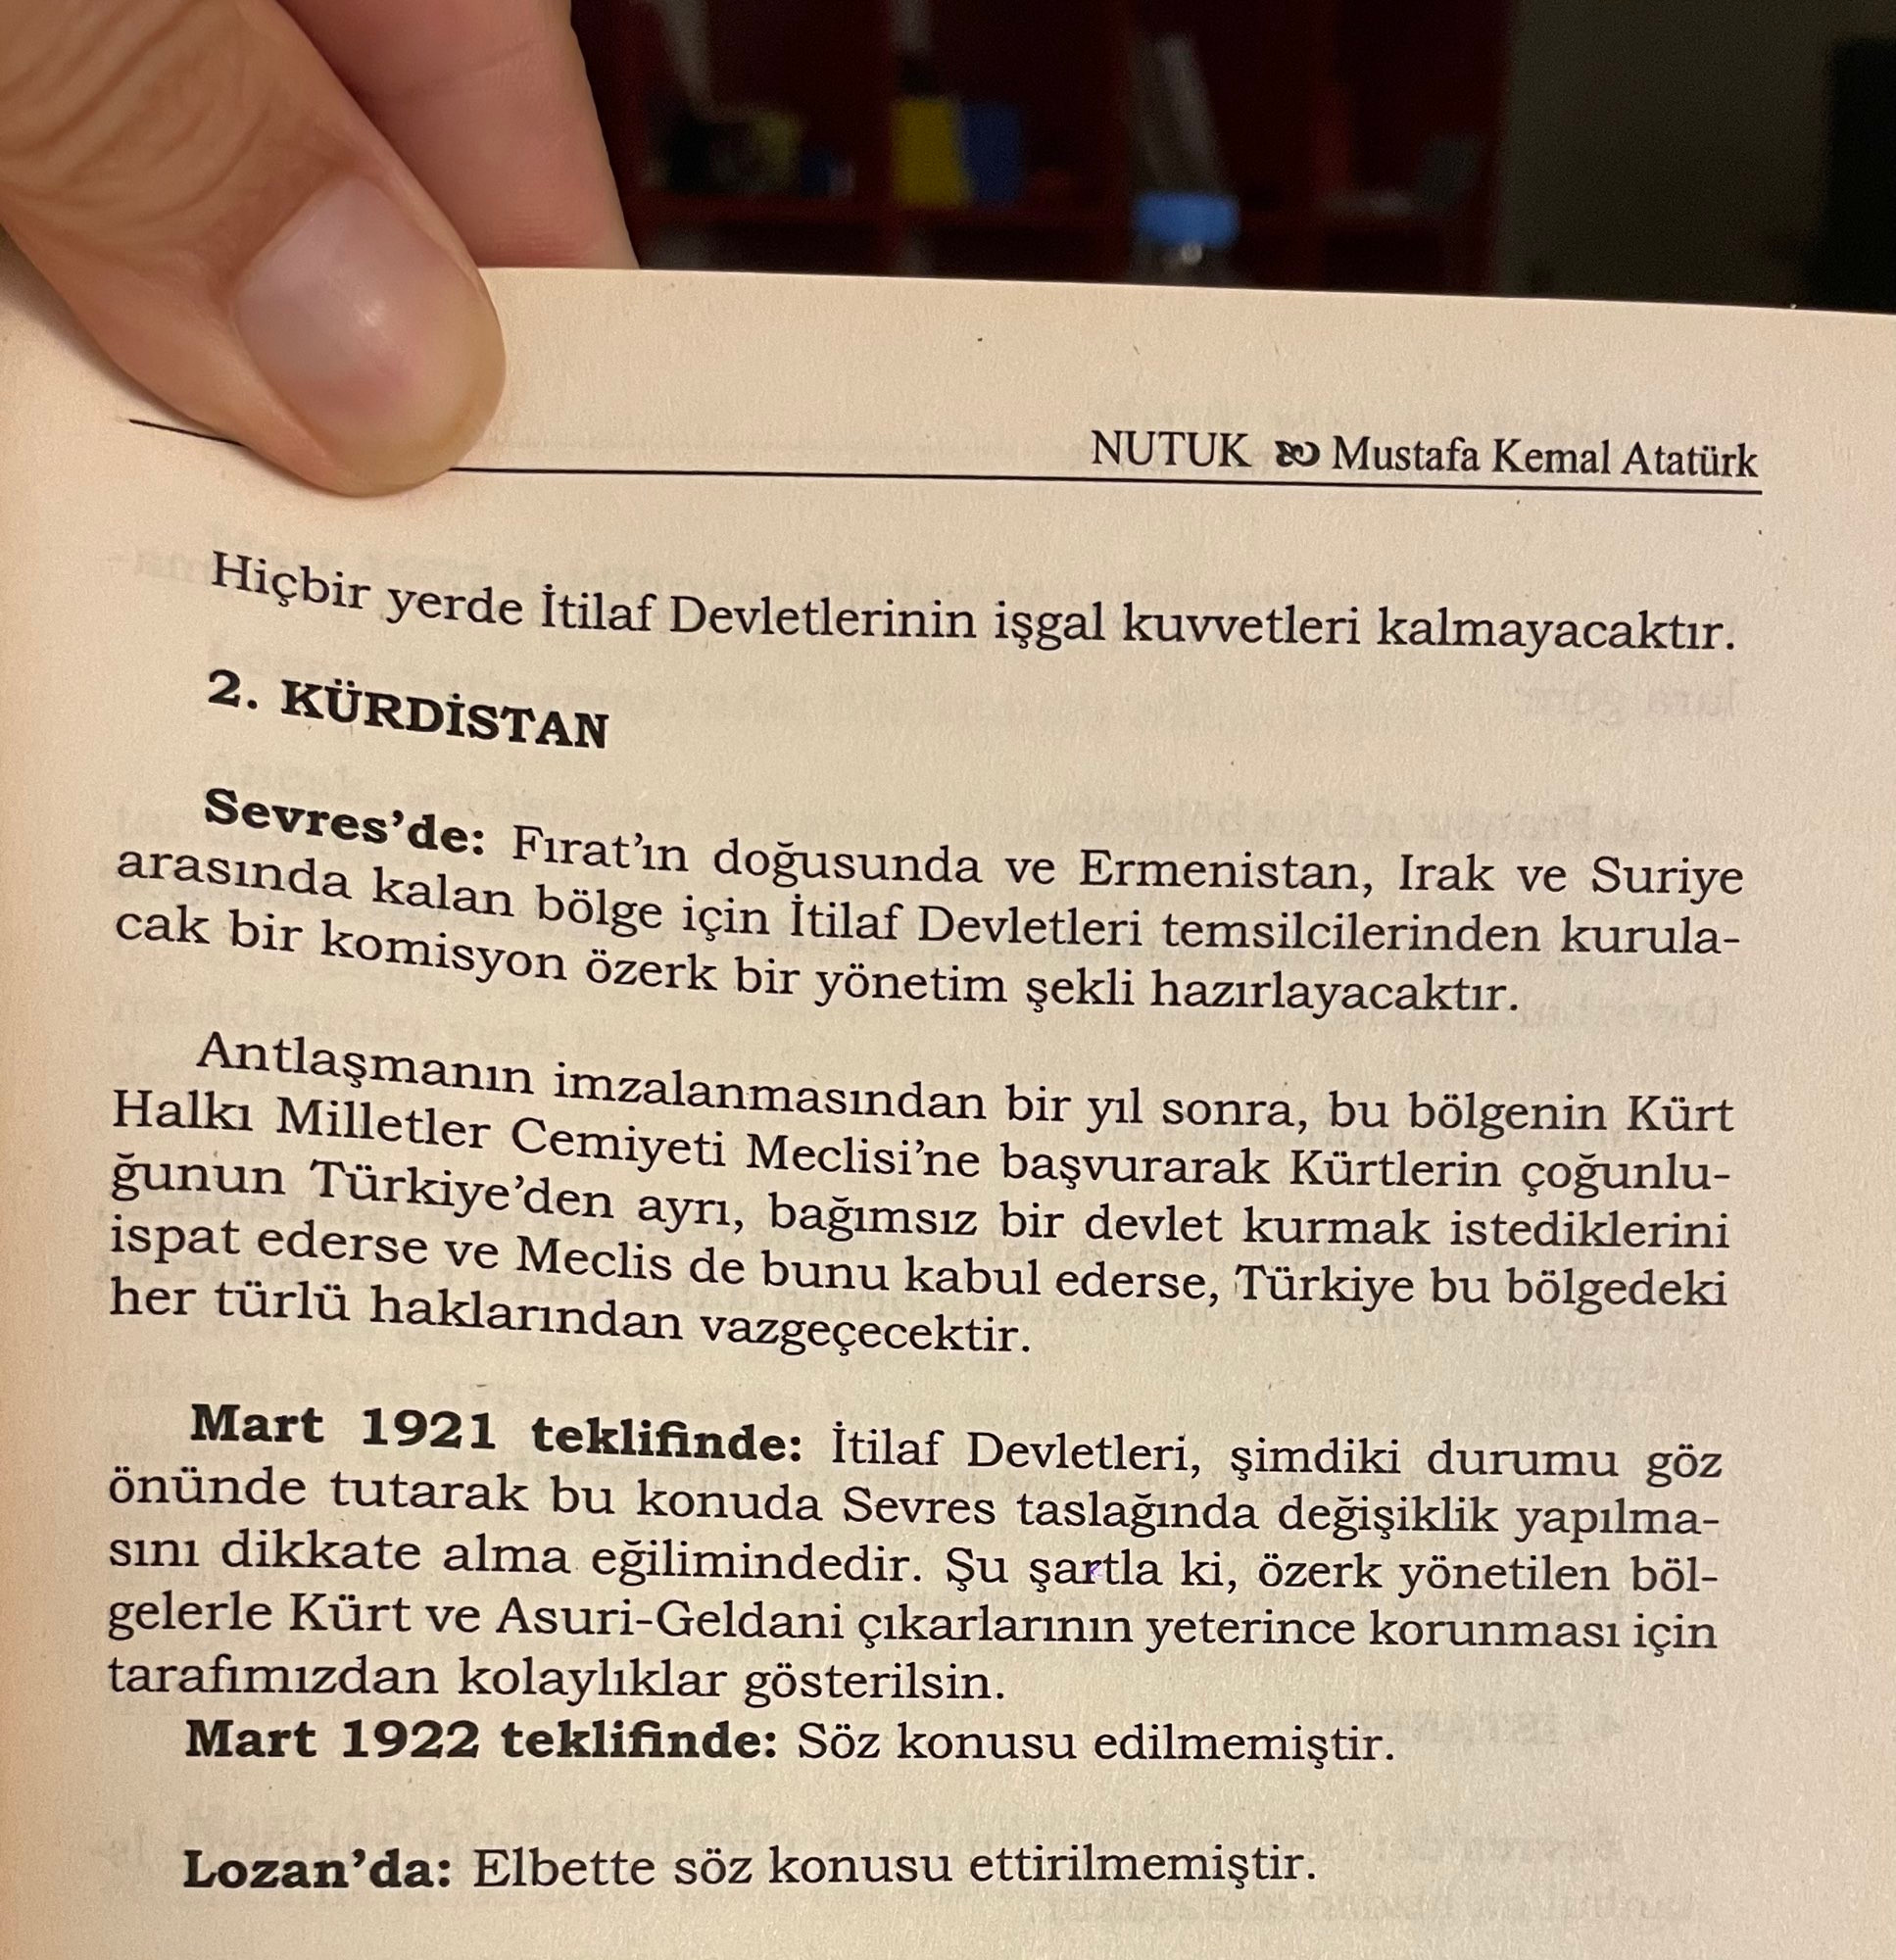 NUTUK Mustafa Kemal Atatürk
Hiçbir yerde İtilaf Devletlerinin işgal kuvvetleri kalmayacaktır.
2. KÜRDİSTAN
Sevres’de: Fırat’ın doğusunda ve Ermenistan, Irak ve Suriye
arasında kalan bölge için İtilaf Devletleri temsilcilerinden kurula-
cak bir komisyon özerk bir yönetim şekli hazırlayacaktır.
Antlaşmanın imzalanmasından bir yıl sonra, bu bölgenin Kürt
Halkı Milletler Cemiyeti Meclisi’ne başvurarak Kürtlerin çoğunlu-
ğunun Türkiye’den ayrı, bağımsız bir devlet kurmak istediklerini
ispat ederse ve Meclis de bunu kabul ederse, Türkiye bu bölgedeki
her türlü haklarından vazgeçecektir.
Mart 1921 teklifinde: İtilaf Devletleri, şimdiki durumu göz
önünde tutarak bu konuda Sevres taslağında değişiklik yapılma-
sını dikkate alma eğilimindedir. Şu şartla ki, özerk yönetilen böl-
gelerle Kürt ve Asuri-Geldani çıkarlarının yeterince korunması için
tarafımızdan kolaylıklar gösterilsin.
Mart 1922 teklifinde: Söz konusu edilmemiştir.
Lozan’da: Elbette söz konusu ettirilmemiştir.